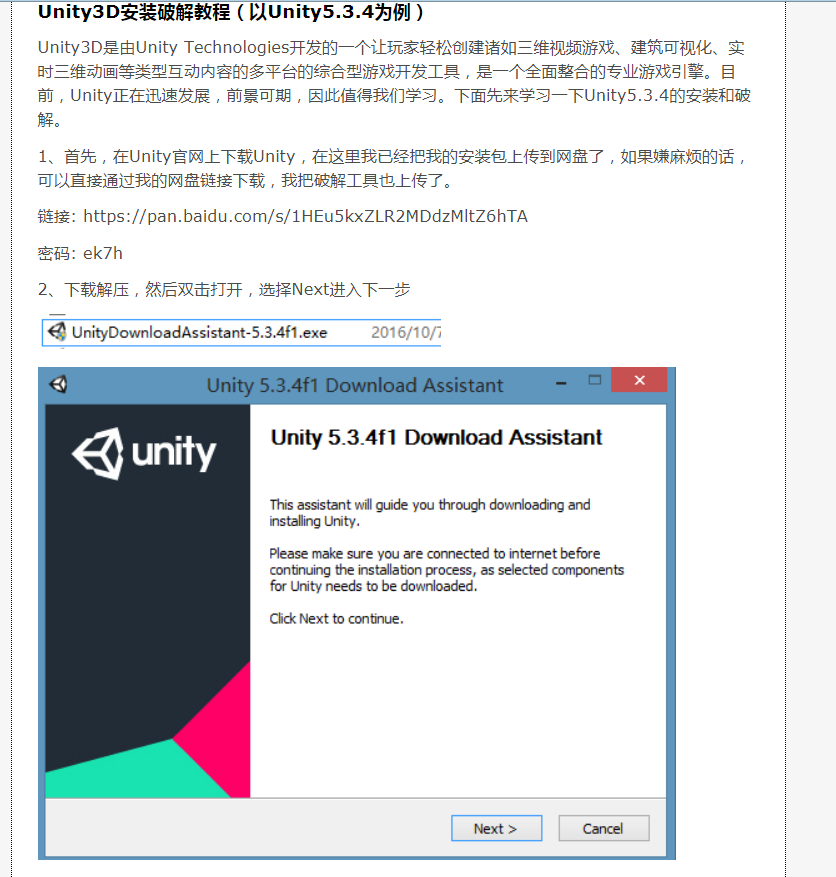 Unity3D安装破解教程（以Unity5.3.4为例）
Unity3D是由Unity Technologies开发的一个让玩家轻松创建诸如三维视频游戏、建筑可视化、实
时三维动画等类型互动内容的多平台的综合型游戏开发工具，是一个全面整合的专业游戏引擎。目
前，Unity正在迅速发展，前景可期，因此值得我们学习。下面先来学习一下Unity5.3.4的安装和破
解。
1、首先，在Unity官网上下载Unity，在这里我已经把我的安装包上传到网盘了，如果嫌麻烦的话，
可以直接通过我的网盘链接下载，我把破解工具也上传了。
链接: https://pan.baidu.com/s/1HEu5kxZLR2MDdzMltZ6hTA
密码: ek7h
2、下载解压，然后双击打开，选择Next进入下一步
UnityDownloadAssistant-5.3.4f1.exe 2016/10/7
Unity 5.3.4f1 Download Assistant
unity
Unity 5.3.4f1 Download Assistant
This assistant will guide you through downloading and
installing Unity.
Please make sure you are connected to internet before
continuing the installation process, as selected components
for Unity needs to be downloaded.
Click Next to continue.
Next >
Cancel